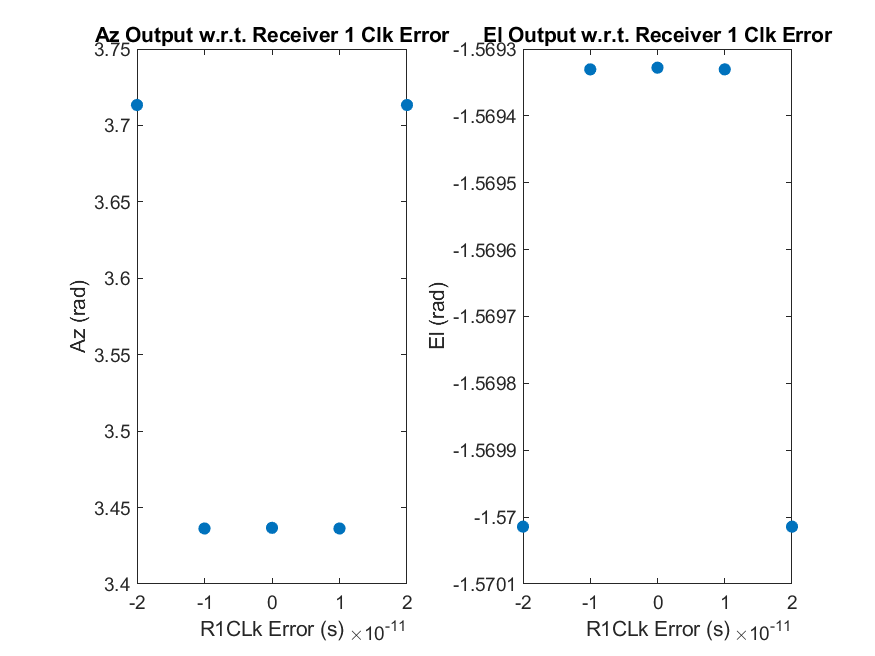 Az Output w.r.t. Receiver 1 Clk Error
3.75
3.7
3.65
3.6
3.55
3.5
3.45
3.4
Az (rad)
-2 -1 0 1 2
R1CLk Error (s) ×10⁻¹¹
El Output w.r.t. Receiver 1 Clk Error
-1.5693
-1.5694
-1.5695
-1.5696
-1.5697
-1.5698
-1.5699
-1.57
-1.5701
El (rad)
-2 -1 0 1 2
R1CLk Error (s) ×10⁻¹¹